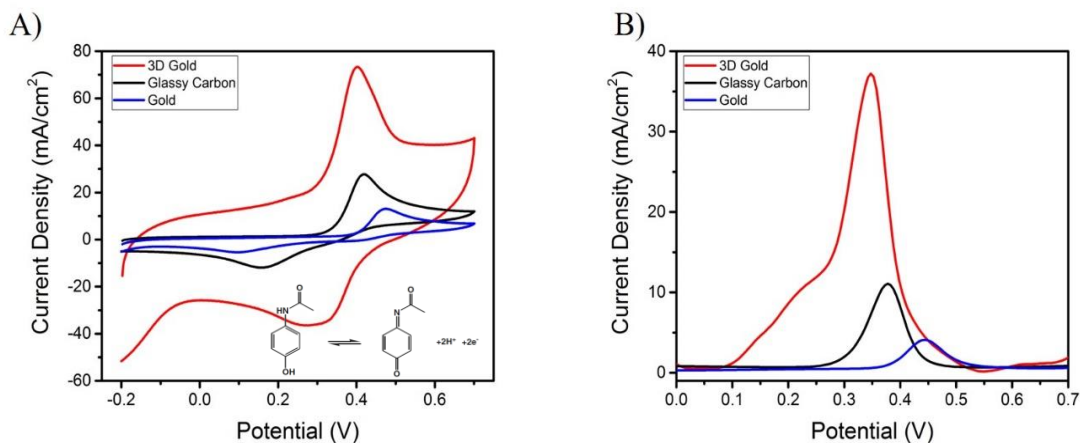 A)
3D Gold
Glassy Carbon
Gold
Current Density (mA/cm²)
80
60
40
20
0
-20
-40
-60
-0.2
0.0
0.2
0.4
0.6
Potential (V)
O
HN
OH
O
N
O
+2H⁺ +2e⁻
B)
3D Gold
Glassy Carbon
Gold
Current Density (mA/cm²)
40
30
20
10
0
0.0
0.1
0.2
0.3
0.4
0.5
0.6
0.7
Potential (V)